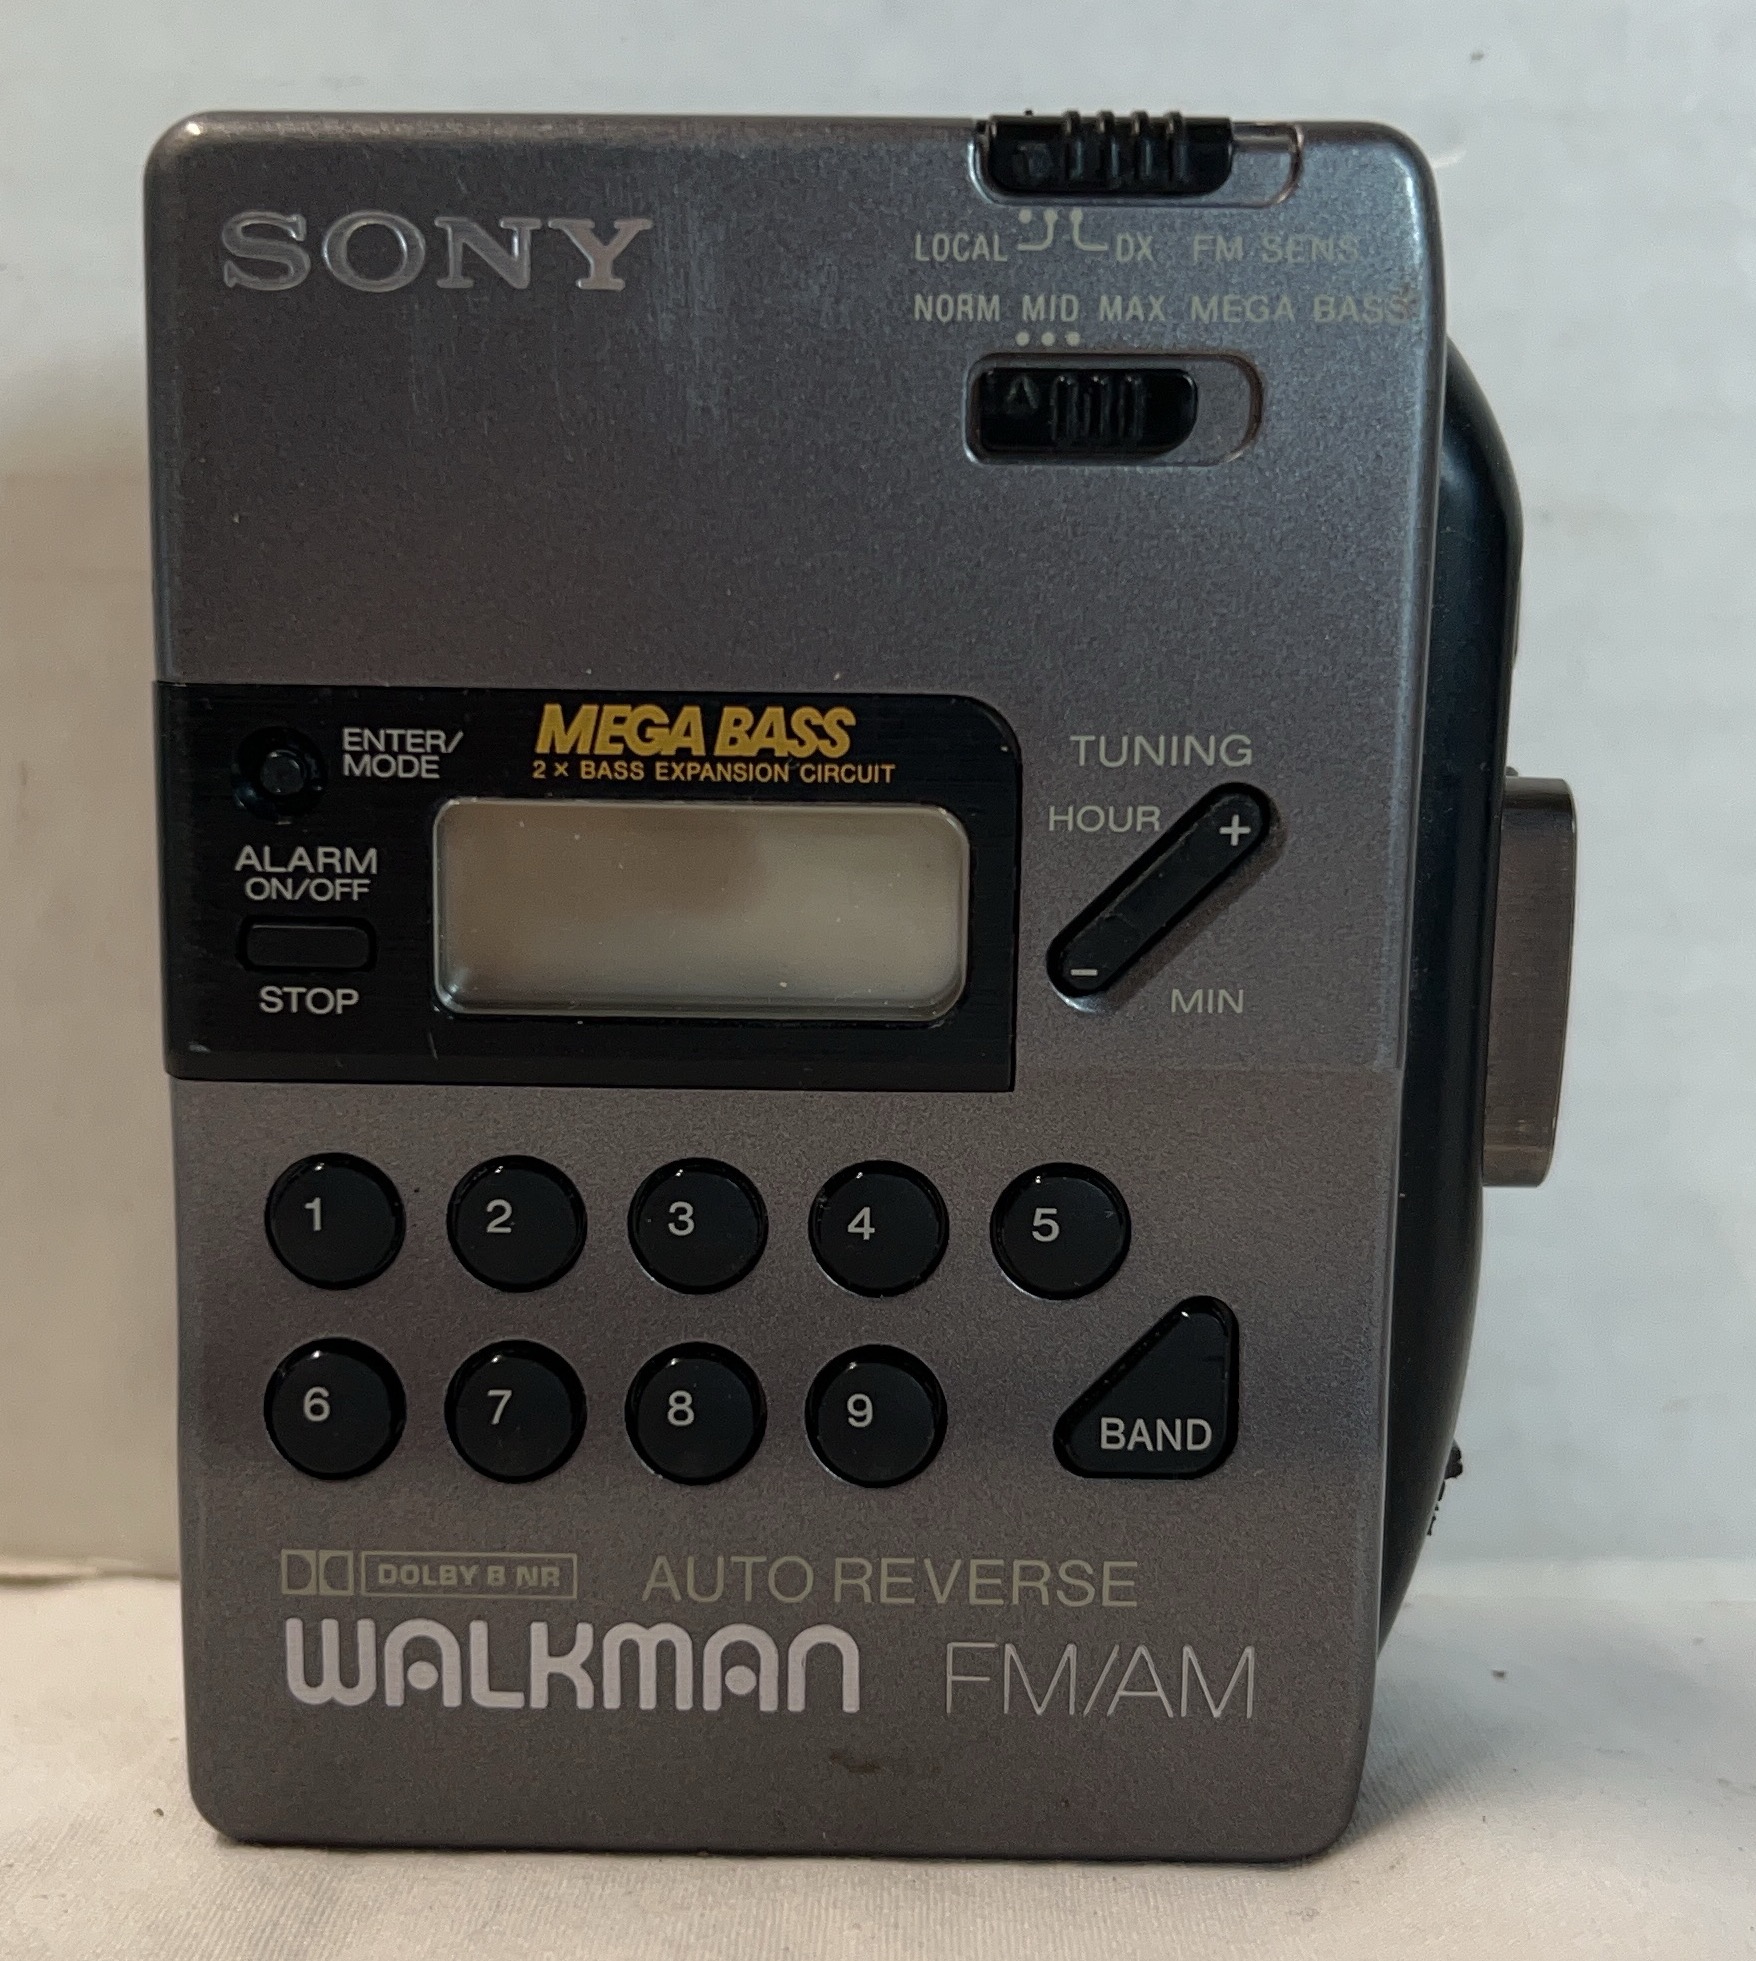 SONY
LOCAL DX FM SENS
NORM MID MAX MEGA BASS
ENTER/
MODE
MEGA BASS
2× BASS EXPANSION CIRCUIT
ALARM
ON/OFF
STOP
TUNING
HOUR +
−
MIN
1 2 3 4 5
6 7 8 9
BAND
DOLBY B NR AUTO REVERSE
WALKMAN FM/AM